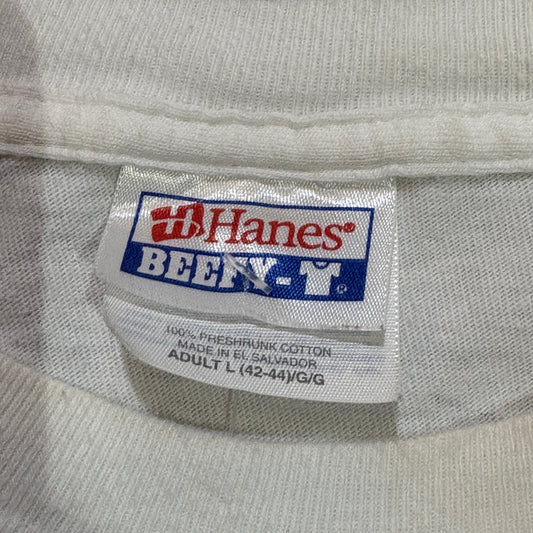 Hanes®
BEEFY-T®
100% PRESHRUNK COTTON
MADE IN EL SALVADOR
ADULT L (42-44)/G/G